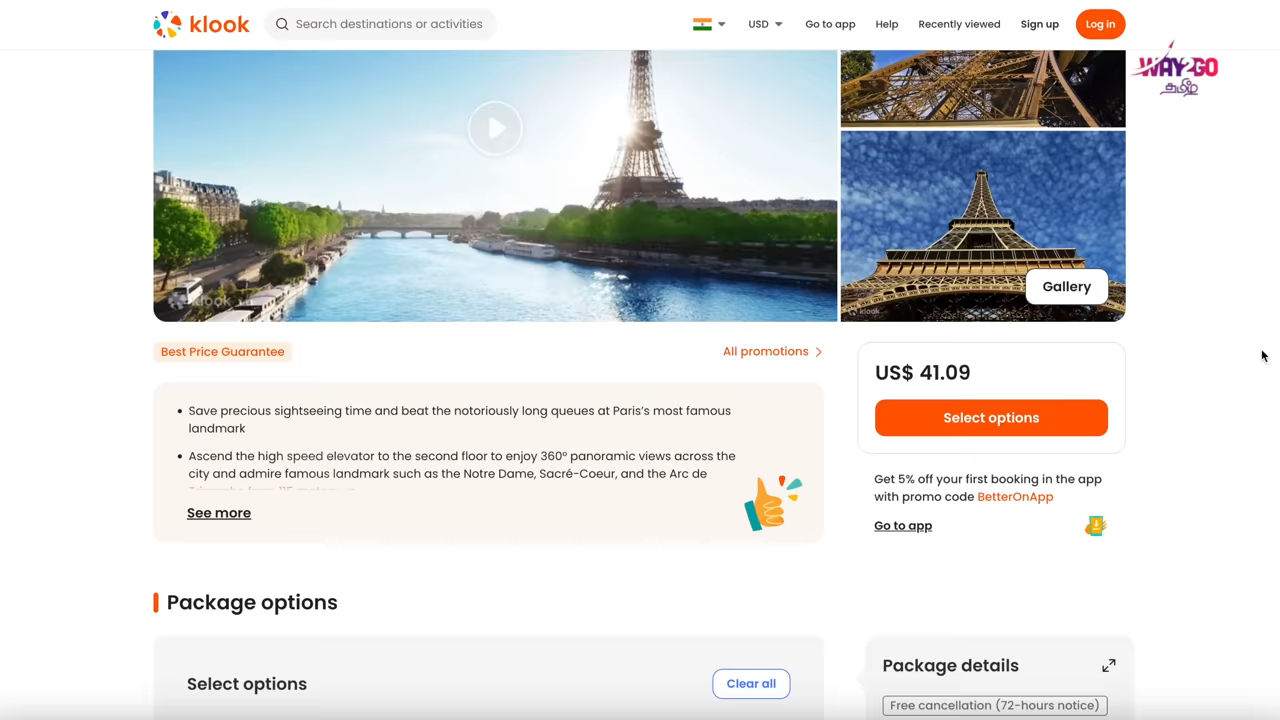 klook
Search destinations or activities
USD
Go to app
Help
Recently viewed
Sign up
Log in
WAY2GO
தமிழ்
klook
Gallery
klook
Best Price Guarantee
All promotions
US$ 41.09
Select options
Save precious sightseeing time and beat the notoriously long queues at Paris's most famous
landmark
Ascend the high speed elevator to the second floor to enjoy 360° panoramic views across the
city and admire famous landmark such as the Notre Dame, Sacré-Coeur, and the Arc de
See more
Get 5% off your first booking in the app
with promo code BetterOnApp
Go to app
Package options
Select options
Clear all
Package details
Free cancellation (72-hours notice)